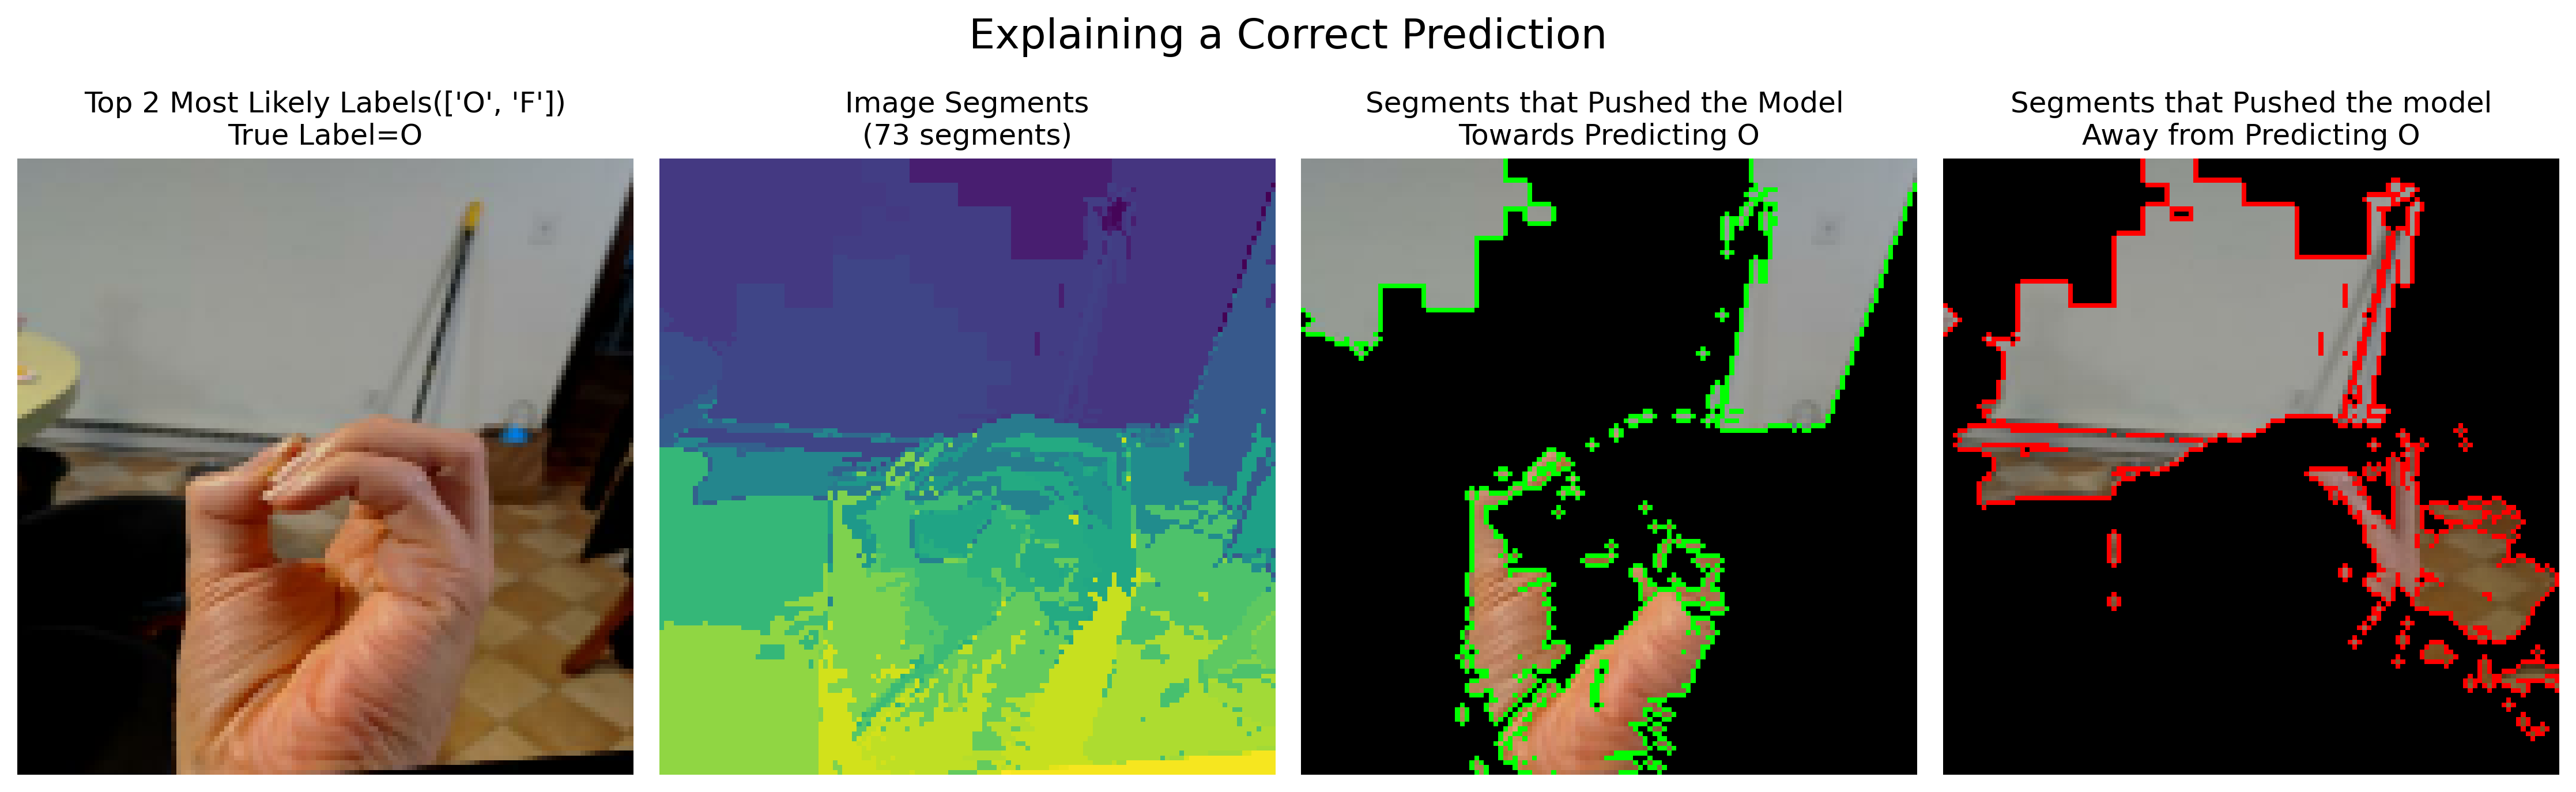 Explaining a Correct Prediction
Top 2 Most Likely Labels(['O', 'F'])
True Label=O
Image Segments
(73 segments)
Segments that Pushed the Model
Towards Predicting O
Segments that Pushed the model
Away from Predicting O